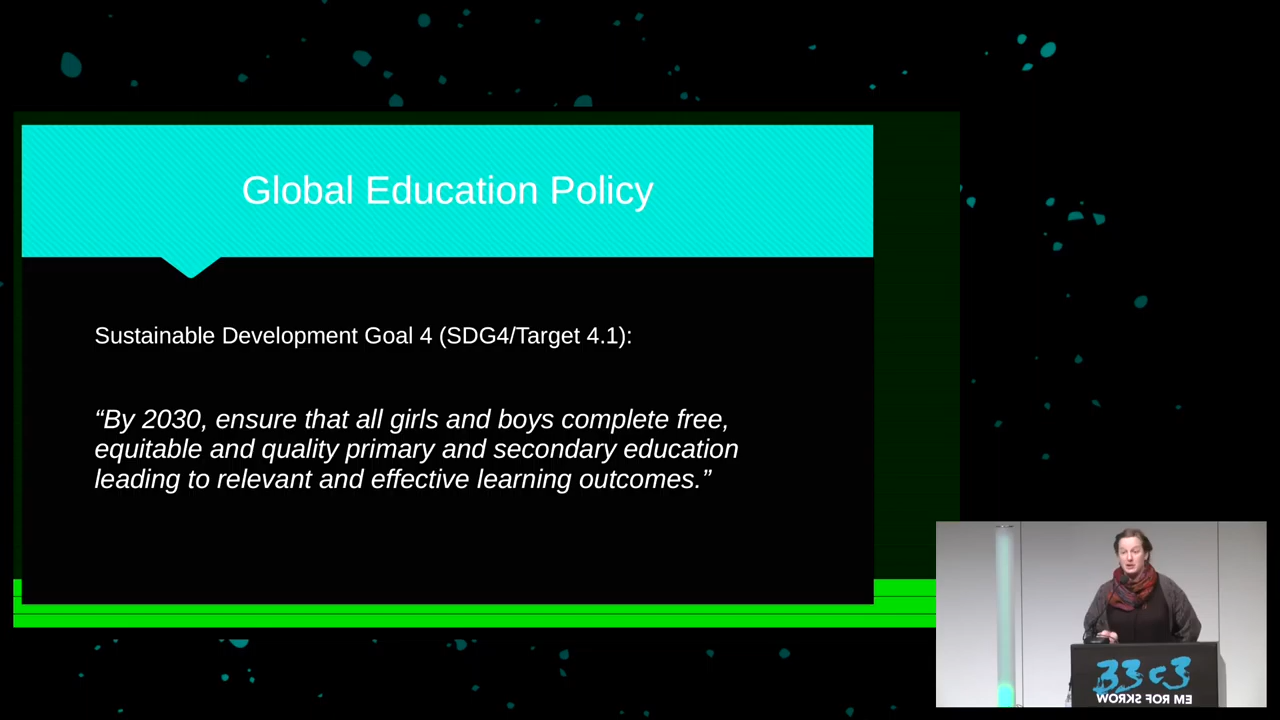 Global Education Policy
Sustainable Development Goal 4 (SDG4/Target 4.1):
“By 2030, ensure that all girls and boys complete free,
equitable and quality primary and secondary education
leading to relevant and effective learning outcomes.”
33c3
WORKS FOR ME